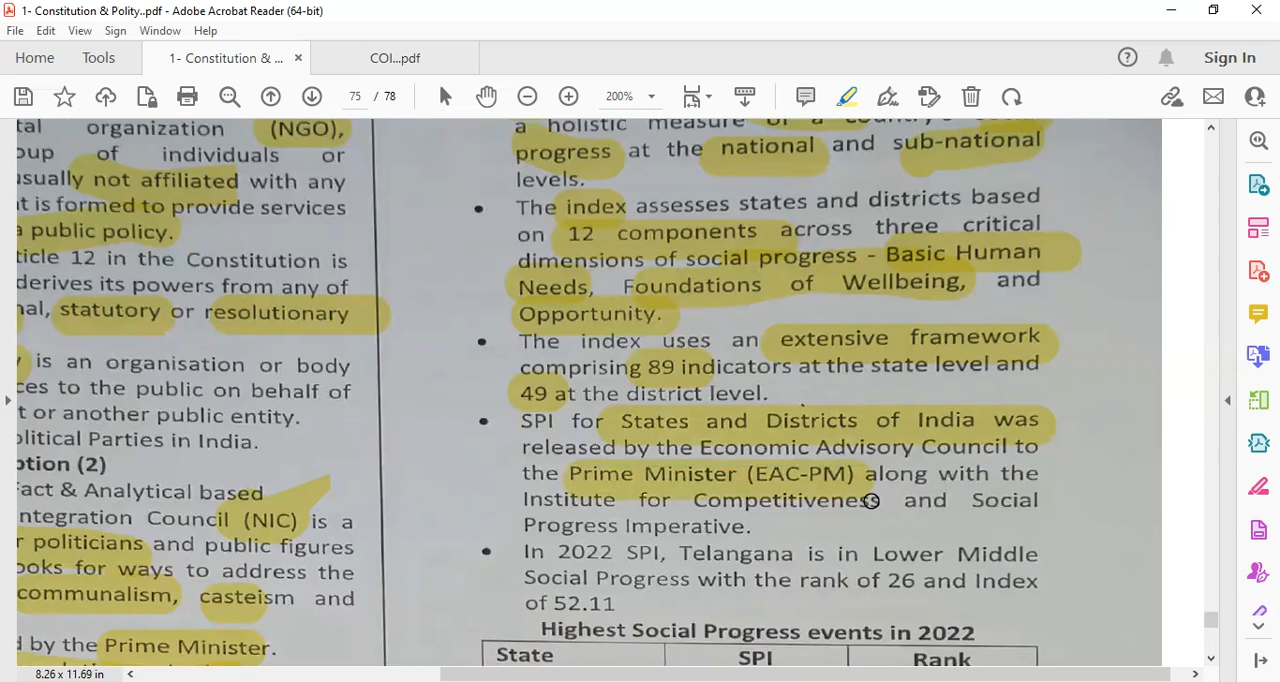 1- Constitution & Polity..pdf - Adobe Acrobat Reader (64-bit)
File Edit View Sign Window Help
Home Tools 1- Constitution & ... × COI...pdf Sign In
75 / 78 200%
tal organization (NGO),
oup of individuals or
usually not affiliated with any
t is formed to provide services
a public policy.
ticle 12 in the Constitution is
derives its powers from any of
nal, statutory or resolutionary
is an organisation or body
ces to the public on behalf of
t or another public entity.
olitical Parties in India.
otion (2)
Fact & Analytical based
ntegration Council (NIC) is a
r politicians and public figures
ooks for ways to address the
communalism, casteism and
d by the Prime Minister.
a holistic measure of a country's social
progress at the national and sub-national
levels.
• The index assesses states and districts based
on 12 components across three critical
dimensions of social progress - Basic Human
Needs, Foundations of Wellbeing, and
Opportunity.
• The index uses an extensive framework
comprising 89 indicators at the state level and
49 at the district level.
• SPI for States and Districts of India was
released by the Economic Advisory Council to
the Prime Minister (EAC-PM) along with the
Institute for Competitiveness and Social
Progress Imperative.
• In 2022 SPI, Telangana is in Lower Middle
Social Progress with the rank of 26 and Index
of 52.11
Highest Social Progress events in 2022
State SPI Rank
8.26 x 11.69 in